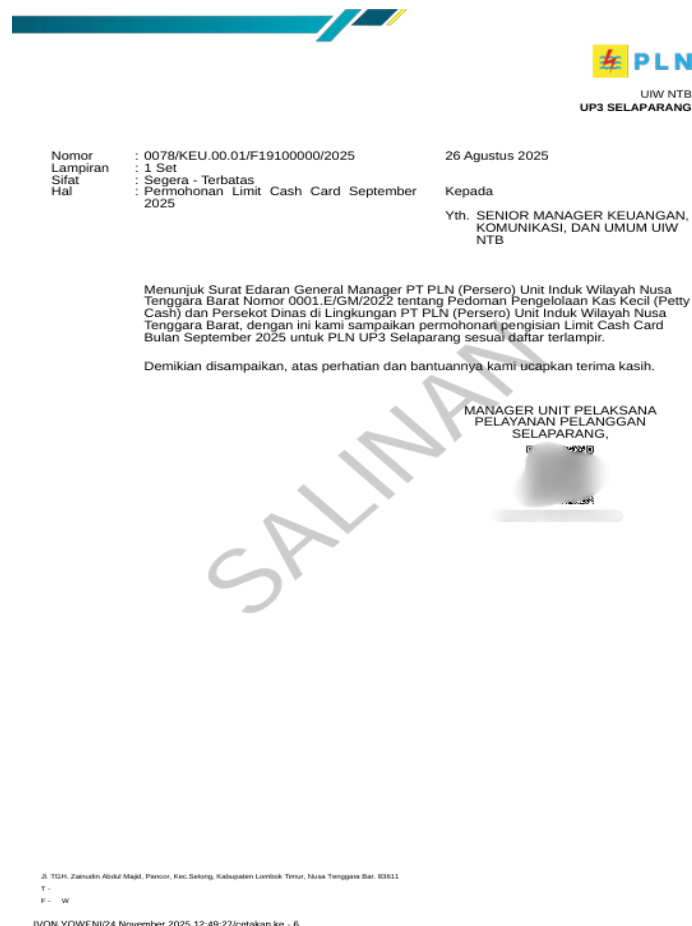 PLN
UIW NTB
UP3 SELAPARANG
Nomor : 0078/KEU.00.01/F19100000/2025 26 Agustus 2025
Lampiran : 1 Set
Sifat : Segera - Terbatas
Hal : Permohonan Limit Cash Card September Kepada
2025
Yth. SENIOR MANAGER KEUANGAN,
KOMUNIKASI, DAN UMUM UIW
NTB
Menunjuk Surat Edaran General Manager PT PLN (Persero) Unit Induk Wilayah Nusa
Tenggara Barat Nomor 0001.E/GM/2022 tentang Pedoman Pengelolaan Kas Kecil (Petty
Cash) dan Persekot Dinas di Lingkungan PT PLN (Persero) Unit Induk Wilayah Nusa
Tenggara Barat, dengan ini kami sampaikan permohonan pengisian Limit Cash Card
Bulan September 2025 untuk PLN UP3 Selaparang sesuai daftar terlampir.
Demikian disampaikan, atas perhatian dan bantuannya kami ucapkan terima kasih.
MANAGER UNIT PELAKSANA
PELAYANAN PELANGGAN
SELAPARANG,
SALINAN
Jl. TGH. Zainudin Abdul Majid, Pancor, Kec.Selong, Kabupaten Lombok Timur, Nusa Tenggara Bar. 83611
T -
F - W
IVON YOWENI/24 November 2025 12:49:27/cetakan ke - 6